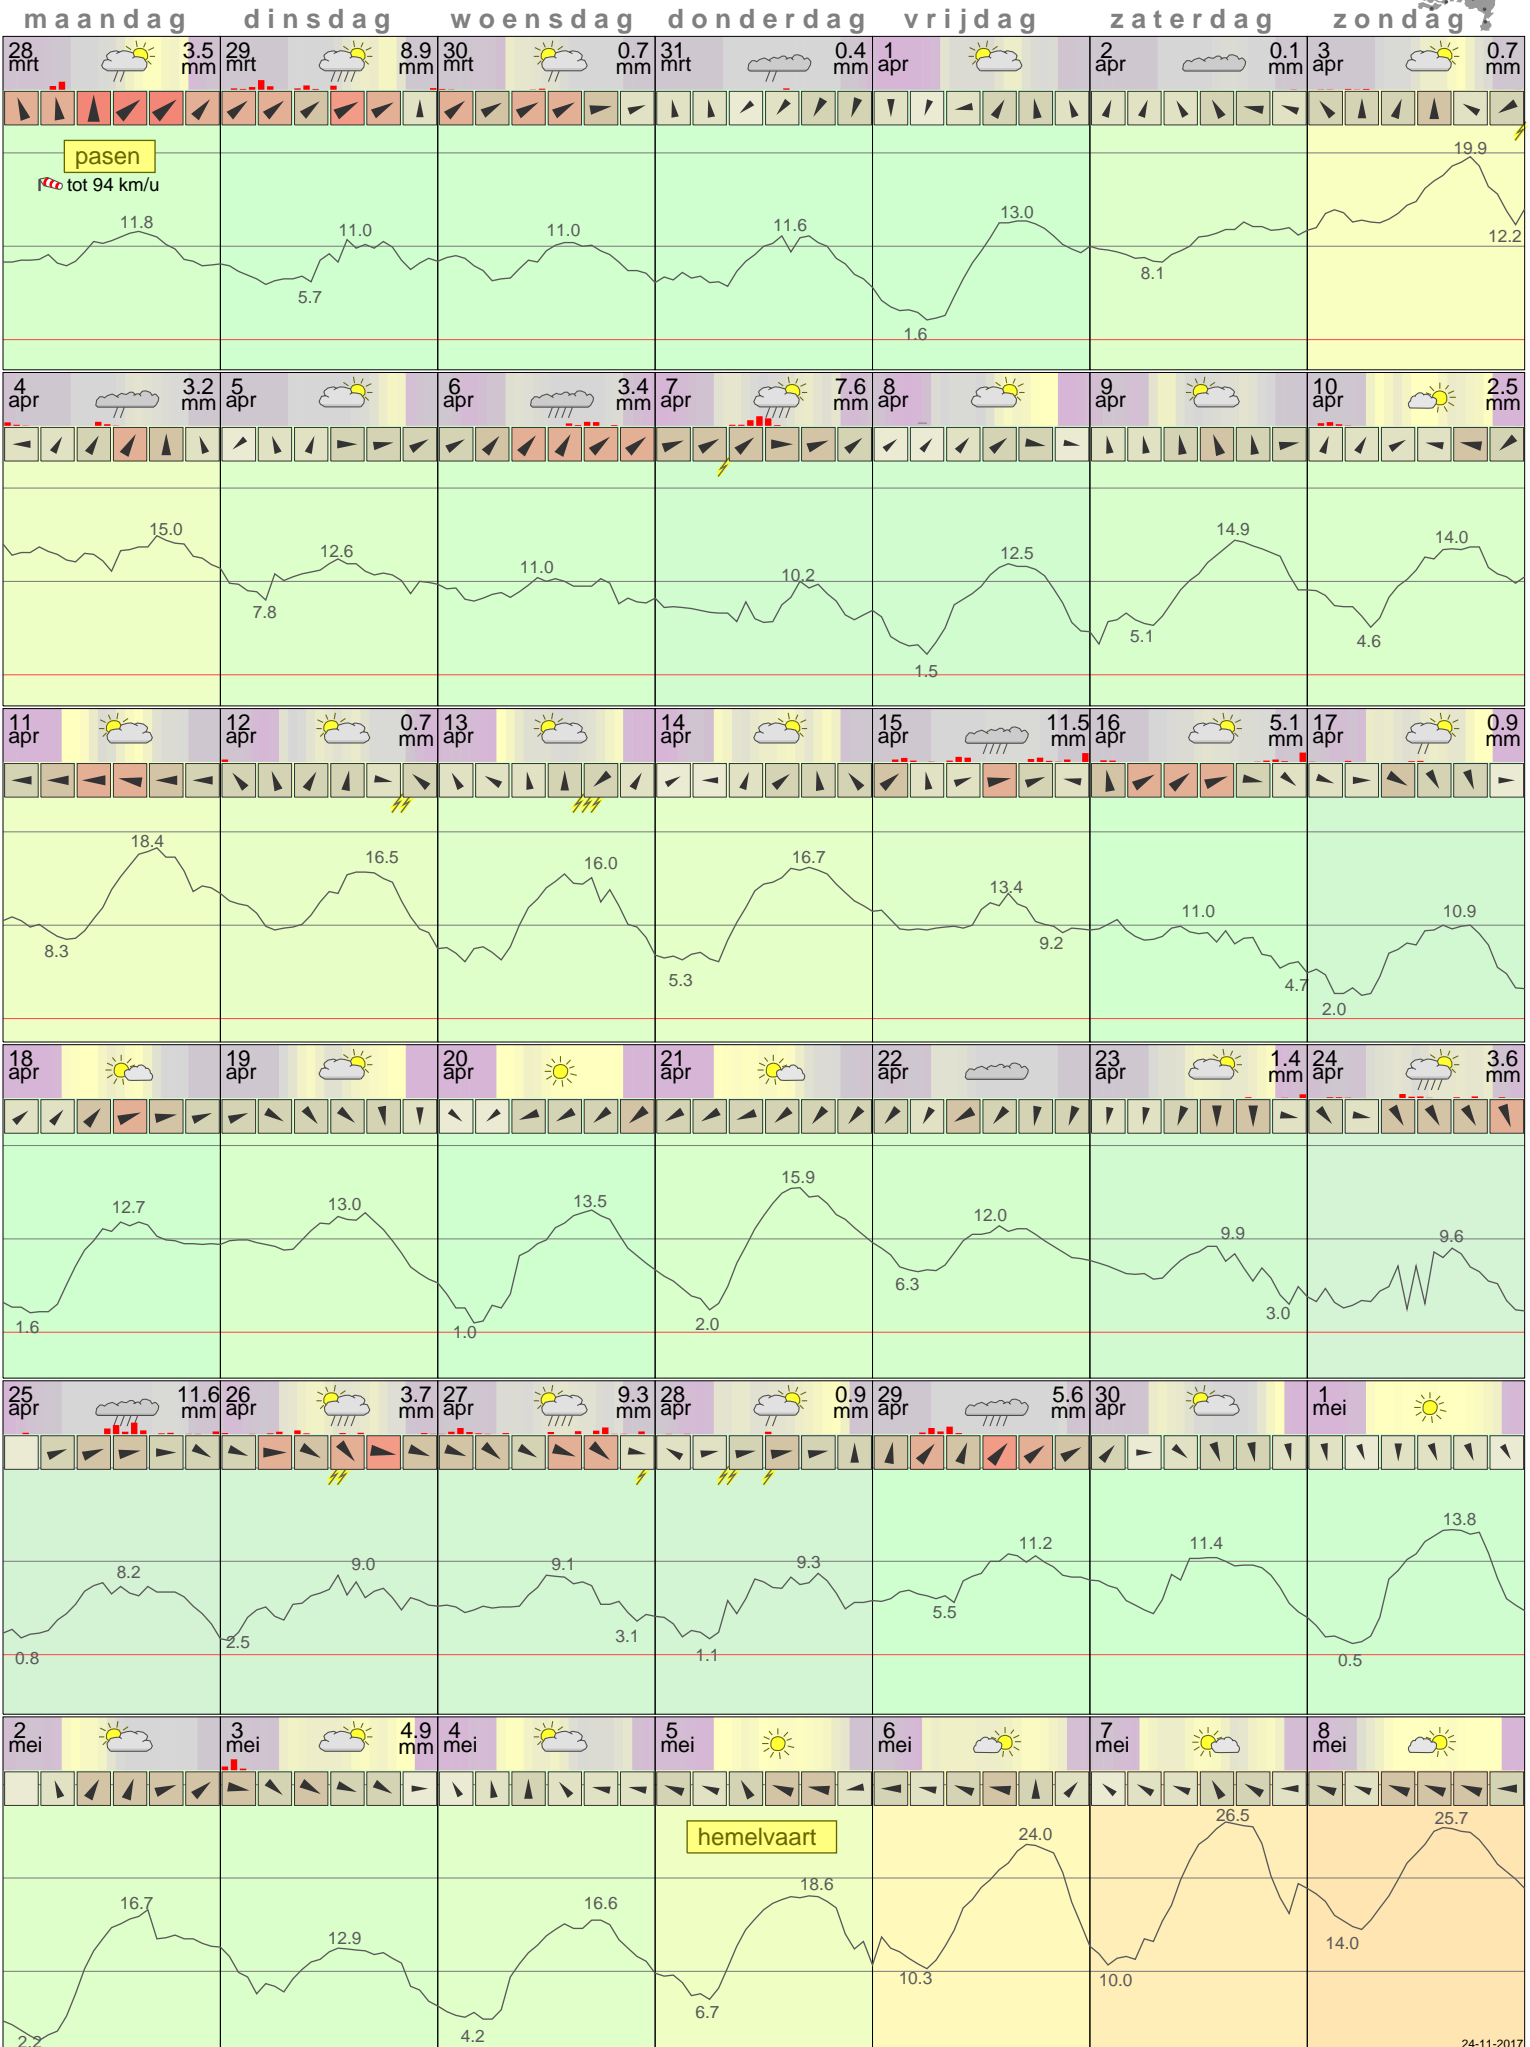 maandag dinsdag woensdag donderdag vrijdag zaterdag zondag
28 3.5 29 8.9 30 0.7 31 0.4 1 2 0.1 3 0.7
mrt mm mrt mm mrt mm mrt mm apr apr mm apr mm
pasen
tot 94 km/u
19.9
11.8 11.0 11.0 11.6 13.0
12.2
5.7 8.1
1.6
4 3.2 5 6 3.4 7 7.6 8 9 10 2.5
apr mm apr apr mm apr mm apr apr apr mm
15.0 12.6 11.0 10.2 12.5 14.9 14.0
7.8 5.1 4.6
1.5
11 12 0.7 13 14 15 11.5 16 5.1 17 0.9
apr apr mm apr apr apr mm apr mm apr mm
18.4 16.5 16.0 16.7 13.4 11.0 10.9
8.3 5.3 9.2 4.7
2.0
18 19 20 21 22 23 1.4 24 3.6
apr apr apr apr apr apr mm apr mm
12.7 13.0 13.5 15.9 12.0 9.9 9.6
1.6 1.0 2.0 6.3 3.0
25 11.6 26 3.7 27 9.3 28 0.9 29 5.6 30 1
apr mm apr mm apr mm apr mm apr mm apr mei
8.2 9.0 9.1 9.3 11.2 11.4 13.8
0.8 2.5 3.1 1.1 5.5 0.5
2 3 4.9 4 5 6 7 8
mei mei mm mei mei mei mei mei
hemelvaart
16.7 12.9 16.6 18.6 24.0 26.5 25.7
2.2 4.2 6.7 10.3 10.0 14.0
24-11-2017